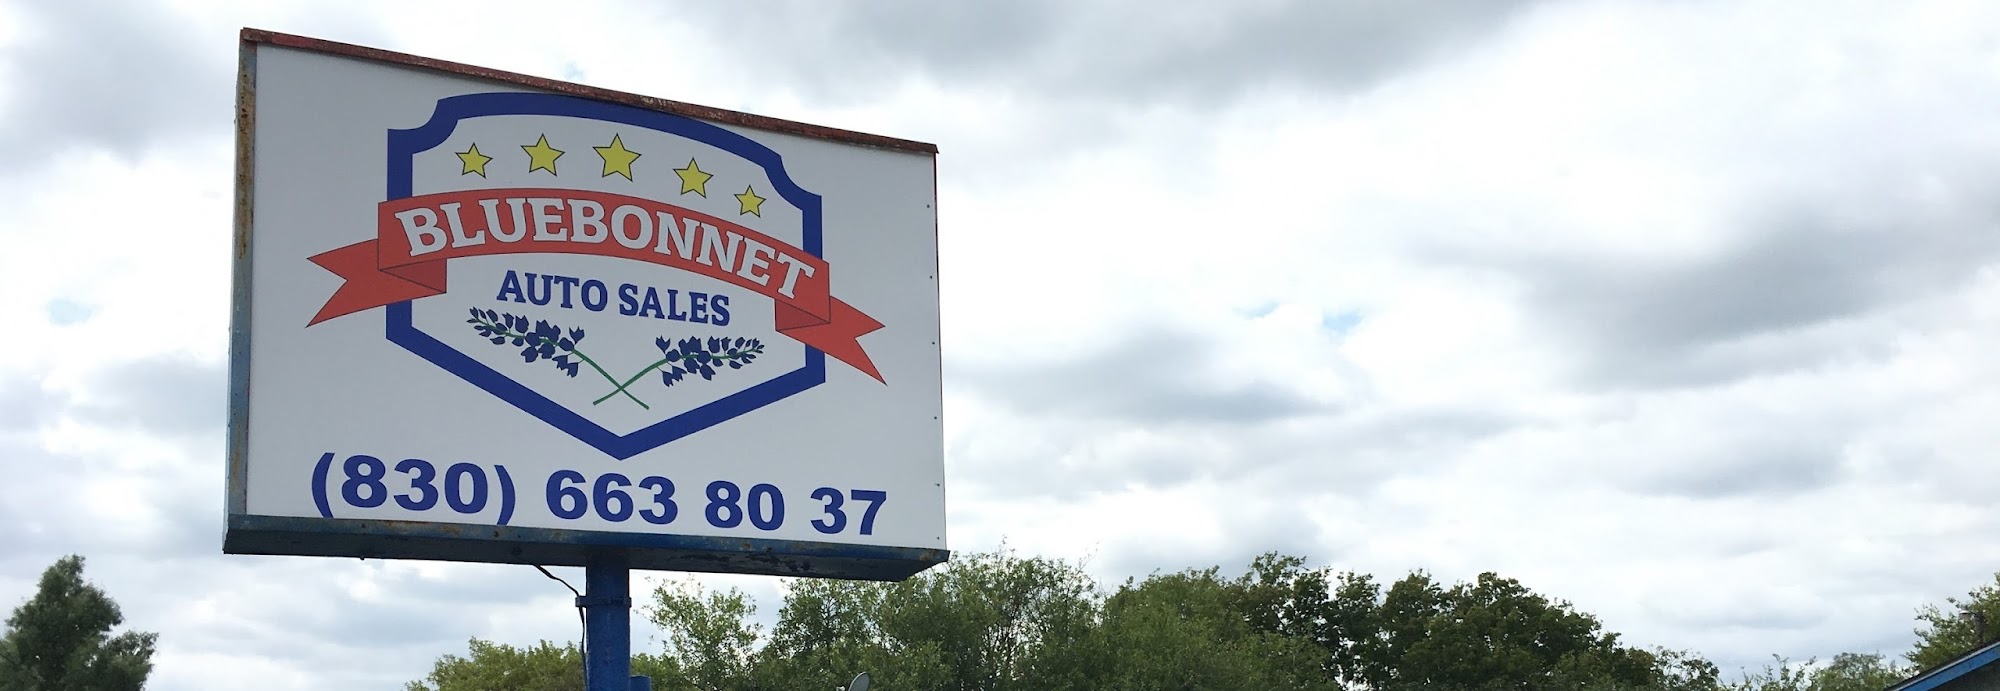 BLUEBONNET
AUTO SALES
(830) 663 80 37